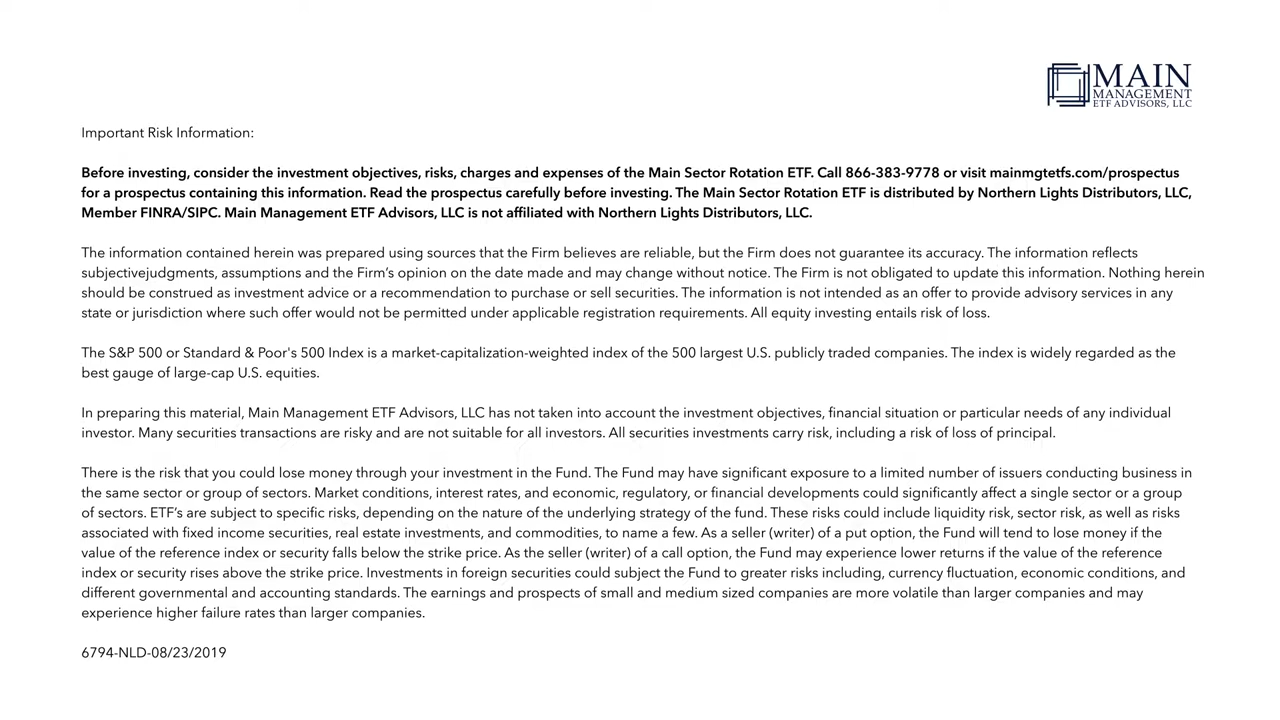 MAIN
MANAGEMENT
ETF ADVISORS, LLC
Important Risk Information:
Before investing, consider the investment objectives, risks, charges and expenses of the Main Sector Rotation ETF. Call 866-383-9778 or visit mainmgtetfs.com/prospectus
for a prospectus containing this information. Read the prospectus carefully before investing. The Main Sector Rotation ETF is distributed by Northern Lights Distributors, LLC,
Member FINRA/SIPC. Main Management ETF Advisors, LLC is not affiliated with Northern Lights Distributors, LLC.
The information contained herein was prepared using sources that the Firm believes are reliable, but the Firm does not guarantee its accuracy. The information reflects
subjectivejudgments, assumptions and the Firm's opinion on the date made and may change without notice. The Firm is not obligated to update this information. Nothing herein
should be construed as investment advice or a recommendation to purchase or sell securities. The information is not intended as an offer to provide advisory services in any
state or jurisdiction where such offer would not be permitted under applicable registration requirements. All equity investing entails risk of loss.
The S&P 500 or Standard & Poor's 500 Index is a market-capitalization-weighted index of the 500 largest U.S. publicly traded companies. The index is widely regarded as the
best gauge of large-cap U.S. equities.
In preparing this material, Main Management ETF Advisors, LLC has not taken into account the investment objectives, financial situation or particular needs of any individual
investor. Many securities transactions are risky and are not suitable for all investors. All securities investments carry risk, including a risk of loss of principal.
There is the risk that you could lose money through your investment in the Fund. The Fund may have significant exposure to a limited number of issuers conducting business in
the same sector or group of sectors. Market conditions, interest rates, and economic, regulatory, or financial developments could significantly affect a single sector or a group
of sectors. ETF's are subject to specific risks, depending on the nature of the underlying strategy of the fund. These risks could include liquidity risk, sector risk, as well as risks
associated with fixed income securities, real estate investments, and commodities, to name a few. As a seller (writer) of a put option, the Fund will tend to lose money if the
value of the reference index or security falls below the strike price. As the seller (writer) of a call option, the Fund may experience lower returns if the value of the reference
index or security rises above the strike price. Investments in foreign securities could subject the Fund to greater risks including, currency fluctuation, economic conditions, and
different governmental and accounting standards. The earnings and prospects of small and medium sized companies are more volatile than larger companies and may
experience higher failure rates than larger companies.
6794-NLD-08/23/2019